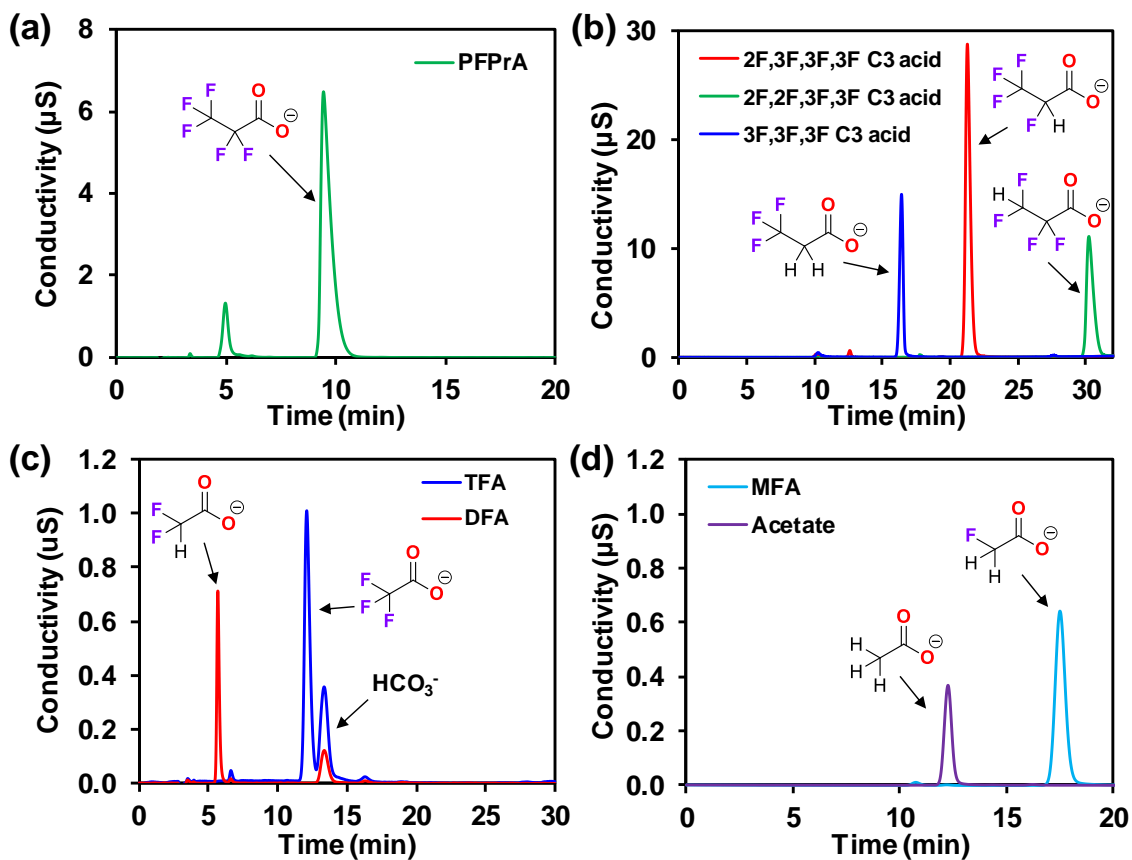 (a)
PFPrA
Conductivity (µS)
8
6
4
2
0
F
F
F
F
F
O
O
⊖
0
5
10
15
20
Time (min)
(b)
2F,3F,3F,3F C3 acid
2F,2F,3F,3F C3 acid
3F,3F,3F C3 acid
Conductivity (µS)
30
20
10
0
F
F
F
F
H
O
O
⊖
H
F
F
F
O
O
⊖
F
F
F
H
H
O
O
⊖
0
5
10
15
20
25
30
Time (min)
(c)
TFA
DFA
Conductivity (uS)
1.2
1.0
0.8
0.6
0.4
0.2
0.0
F
F
H
O
O
⊖
F
F
F
O
O
⊖
HCO₃⁻
0
5
10
15
20
25
30
Time (min)
(d)
MFA
Acetate
Conductivity (µS)
1.2
1.0
0.8
0.6
0.4
0.2
0.0
F
H
H
O
O
⊖
H
H
H
O
O
⊖
0
5
10
15
20
Time (min)